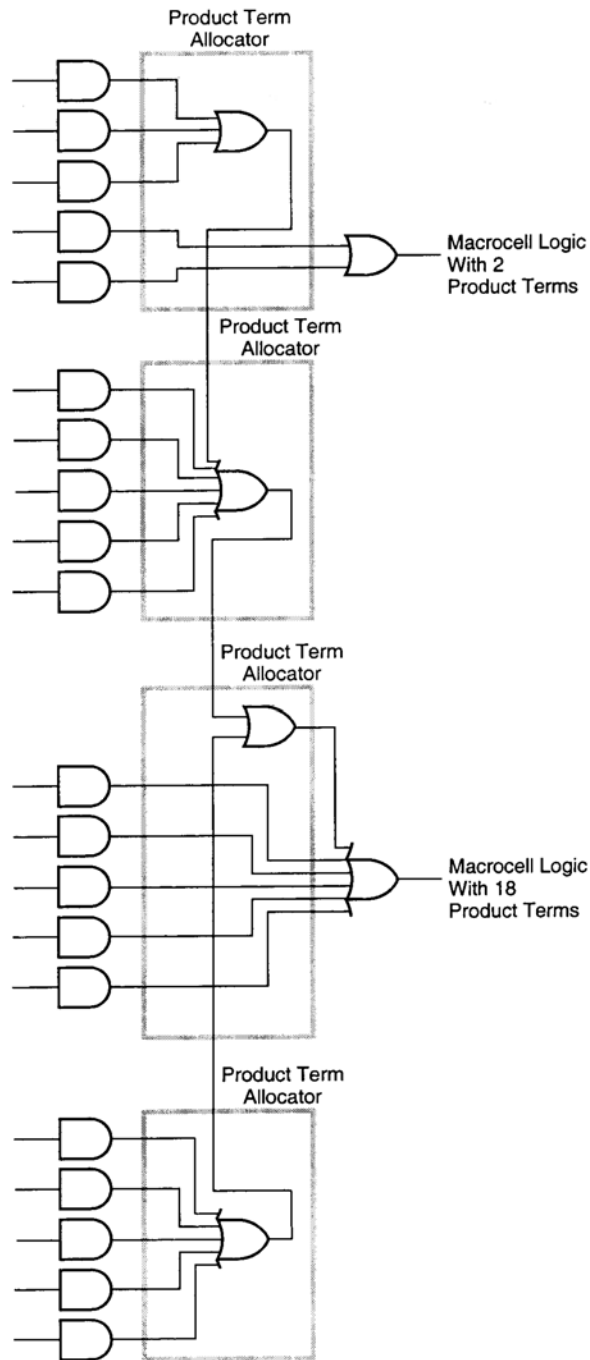 Product Term
Allocator
Macrocell Logic
With 2
Product Terms
Product Term
Allocator
Product Term
Allocator
Macrocell Logic
With 18
Product Terms
Product Term
Allocator